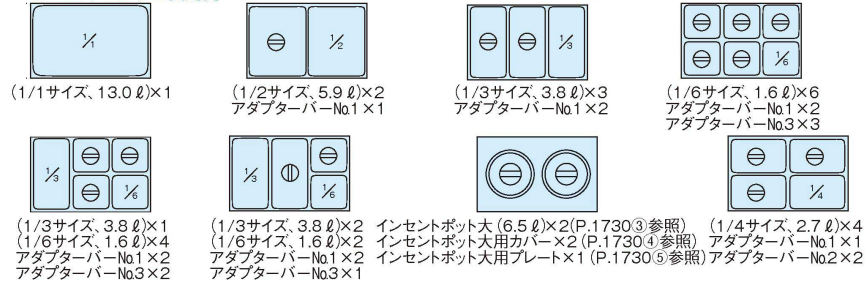 1/1
(1/1サイズ、13.0ℓ)×1
1/2
(1/2サイズ、5.9ℓ)×2
アダプターバーNo.1×1
1/3
(1/3サイズ、3.8ℓ)×3
アダプターバーNo.1×2
1/6
(1/6サイズ、1.6ℓ)×6
アダプターバーNo.1×2
アダプターバーNo.3×3
1/3
1/6
(1/3サイズ、3.8ℓ)×1
(1/6サイズ、1.6ℓ)×4
アダプターバーNo.1×2
アダプターバーNo.3×2
1/3
1/6
(1/3サイズ、3.8ℓ)×2
(1/6サイズ、1.6ℓ)×2
アダプターバーNo.1×2
アダプターバーNo.3×1
インセントポット大(6.5ℓ)×2(P.1730③参照)
インセントポット大用カバー×2(P.1730④参照)
インセントポット大用プレート×1(P.1730⑤参照)
1/4
(1/4サイズ、2.7ℓ)×4
アダプターバーNo.1×1
アダプターバーNo.2×2